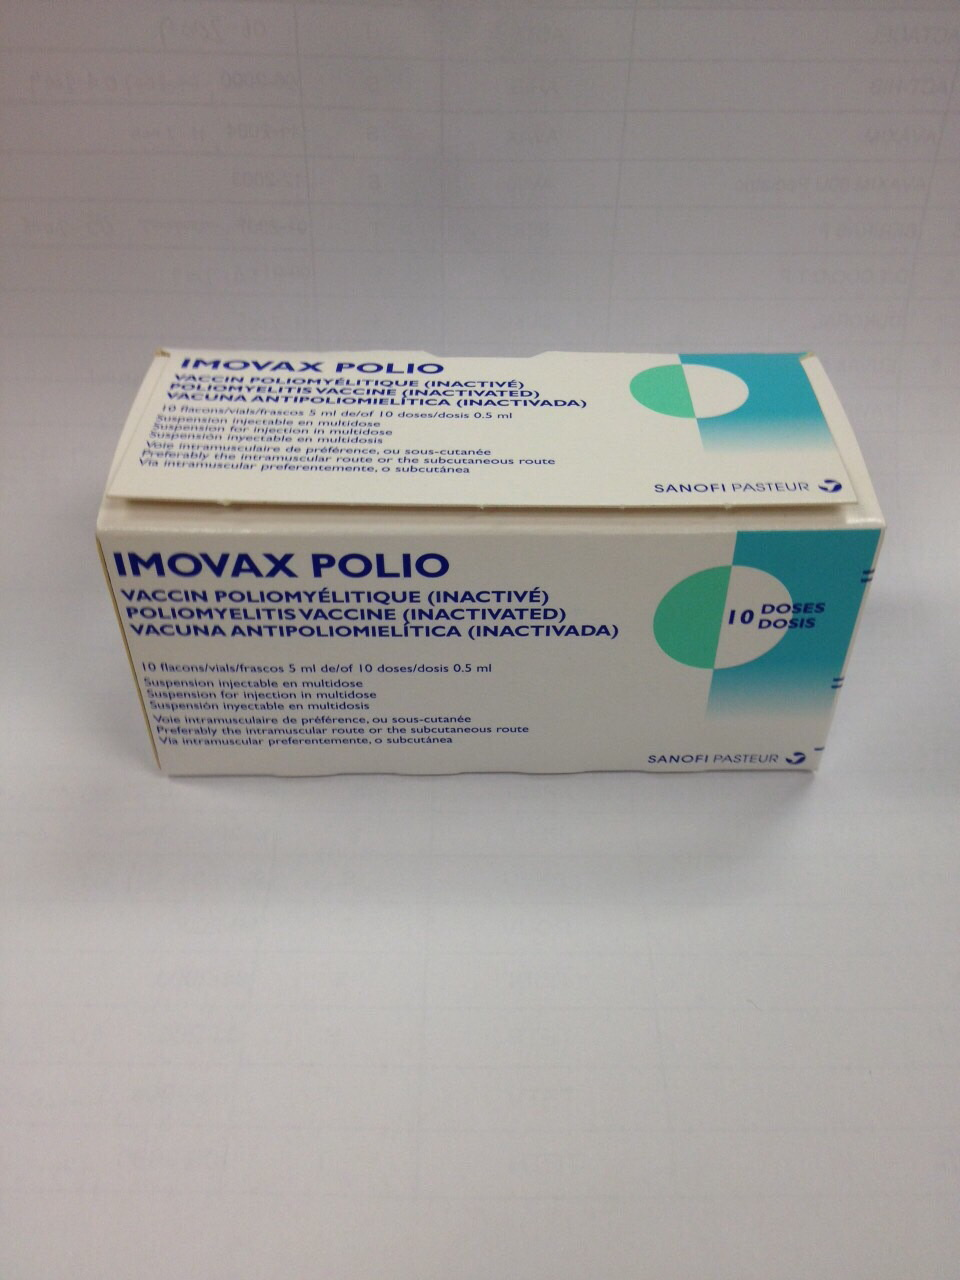 IMOVAX POLIO
VACCIN POLIOMYÉLITIQUE (INACTIVÉ)
POLIOMYELITIS VACCINE (INACTIVATED)
VACUNA ANTIPOLIOMIELÍTICA (INACTIVADA)
10 flacons/vials/frascos 5 ml de/of 10 doses/dosis 0.5 ml
Suspension injectable en multidose
Suspension for injection in multidose
Suspensión inyectable en multidosis
Voie intramusculaire de préférence, ou sous-cutanée
Preferably the intramuscular route or the subcutaneous route
Via intramuscular preferentemente, o subcutánea
SANOFI PASTEUR
IMOVAX POLIO
VACCIN POLIOMYÉLITIQUE (INACTIVÉ)
POLIOMYELITIS VACCINE (INACTIVATED)
VACUNA ANTIPOLIOMIELÍTICA (INACTIVADA)
10 DOSES
DOSIS
10 flacons/vials/frascos 5 ml de/of 10 doses/dosis 0.5 ml
Suspension injectable en multidose
Suspension for injection in multidose
Suspensión inyectable en multidosis
Voie intramusculaire de préférence, ou sous-cutanée
Preferably the intramuscular route or the subcutaneous route
Via intramuscular preferentemente, o subcutánea
SANOFI PASTEUR